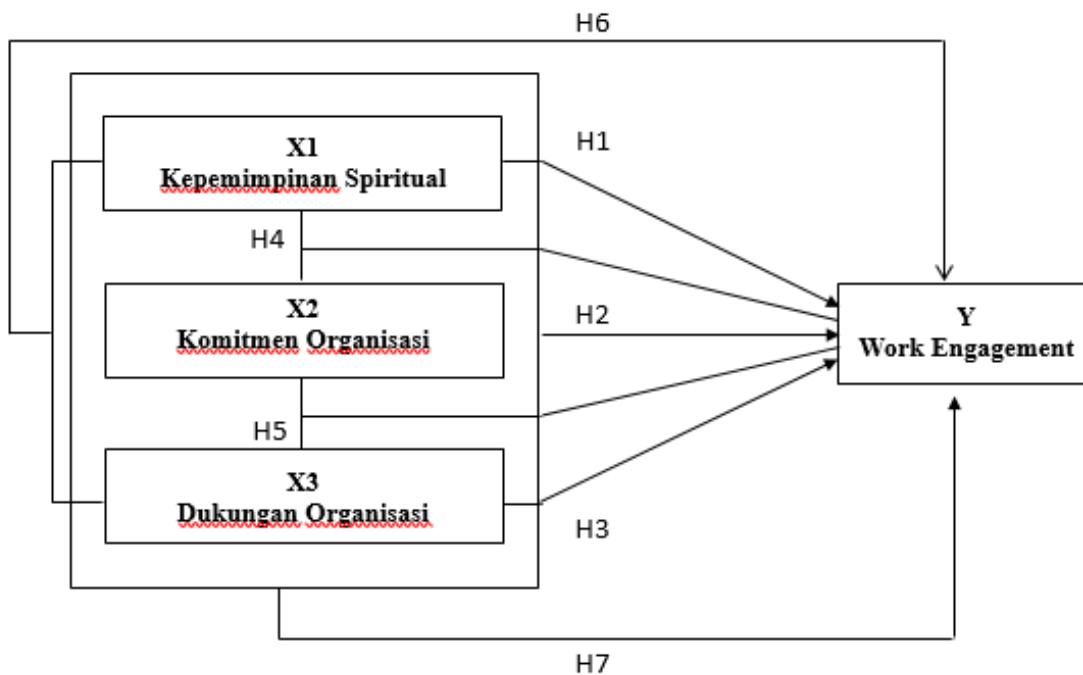 H6
H1
X1
Kepemimpinan Spiritual
H4
X2
Komitmen Organisasi
H2
Y
Work Engagement
H5
X3
Dukungan Organisasi
H3
H7